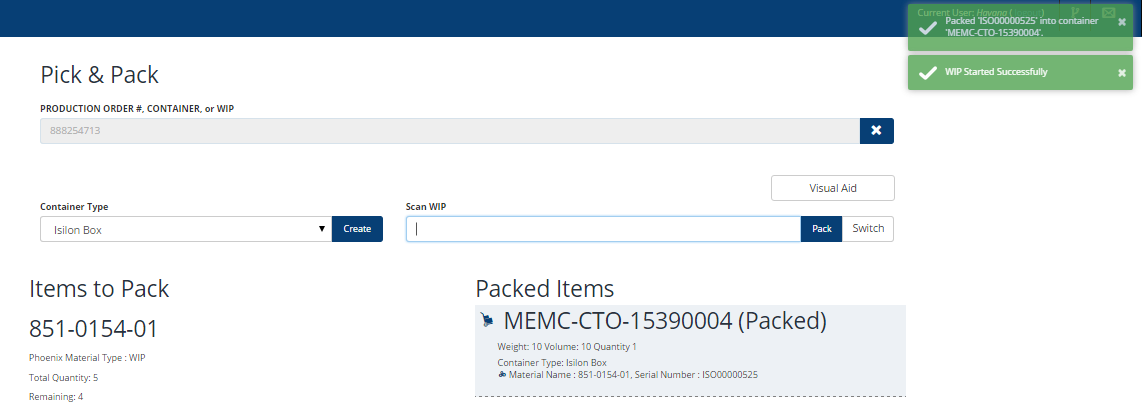 Current User: Havana (
Packed 'ISO00000525' into container
'MEMC-CTO-15390004'.
WIP Started Successfully
Pick & Pack
PRODUCTION ORDER #, CONTAINER, or WIP
888254713
Visual Aid
Container Type
Scan WIP
Isilon Box
Create
Pack
Switch
Items to Pack
Packed Items
851-0154-01
MEMC-CTO-15390004 (Packed)
Phoenix Material Type : WIP
Weight: 10 Volume: 10 Quantity 1
Total Quantity: 5
Container Type: Isilon Box
Material Name : 851-0154-01, Serial Number : ISO00000525
Remaining: 4